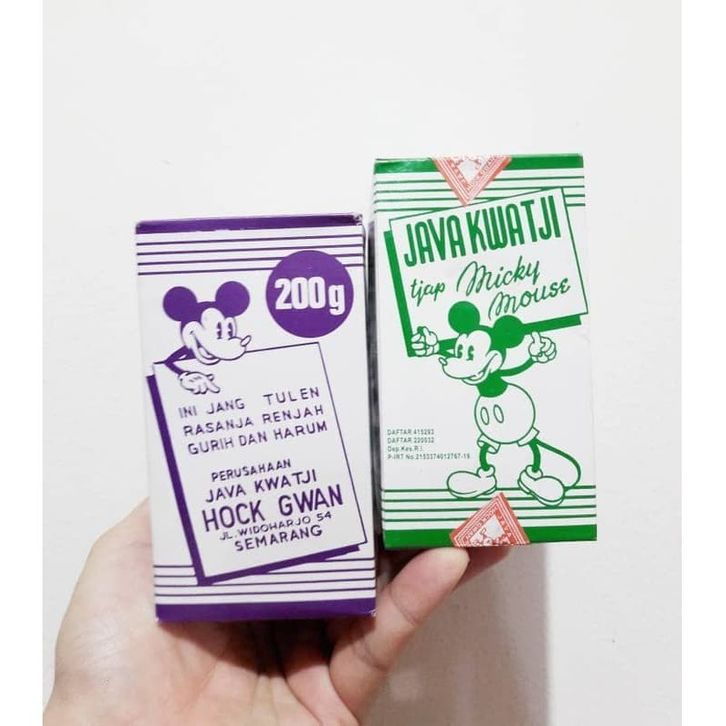 200g
INI JANG TULEN
RASANJA RENJAH
GURIH DAN HARUM
PERUSAHAAN
JAVA KWATJI
HOCK GWAN
JL. WIDOHARJO 54
SEMARANG
JAVA KWATJI
tjap Micky
Mouse
DAFTAR 415293
DAFTAR 220532
Dep.Kes.R.I.
P-IRT No.2153374012767-19